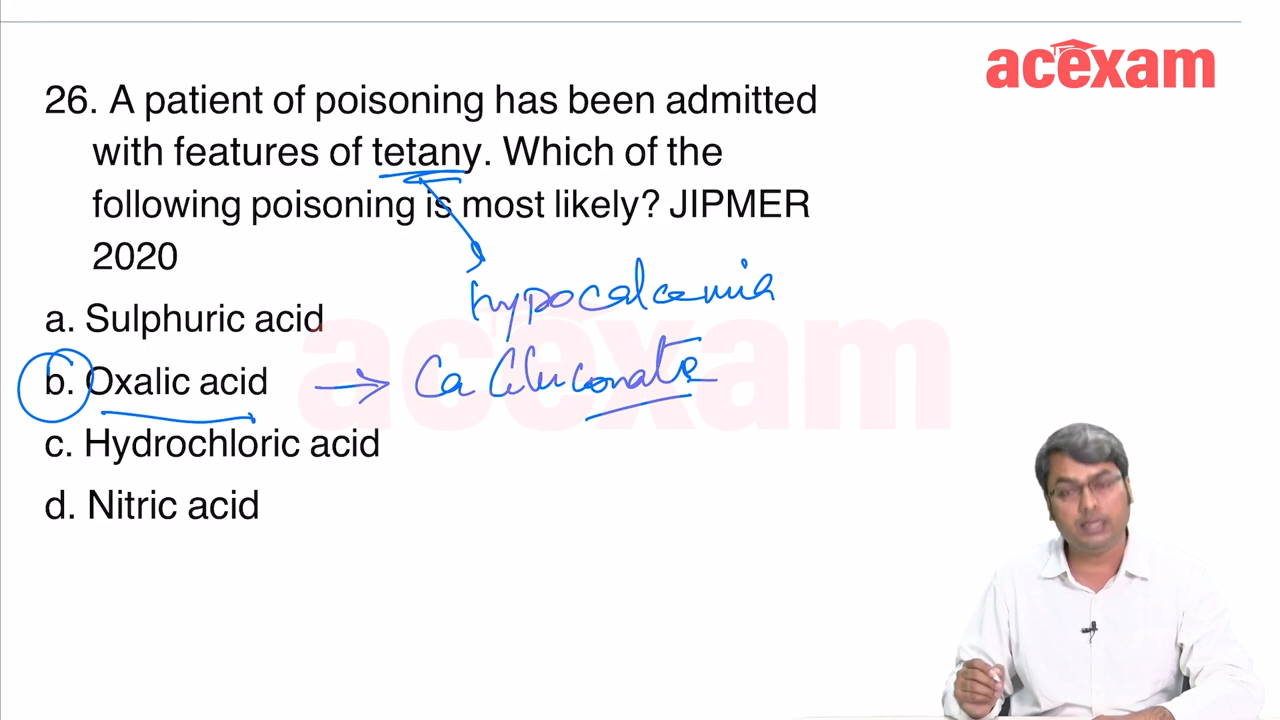 acexam
26. A patient of poisoning has been admitted
with features of tetany. Which of the
following poisoning is most likely? JIPMER
2020
hypocalcemia
a. Sulphuric acid
acexam
b. Oxalic acid → Ca Gluconate
c. Hydrochloric acid
d. Nitric acid